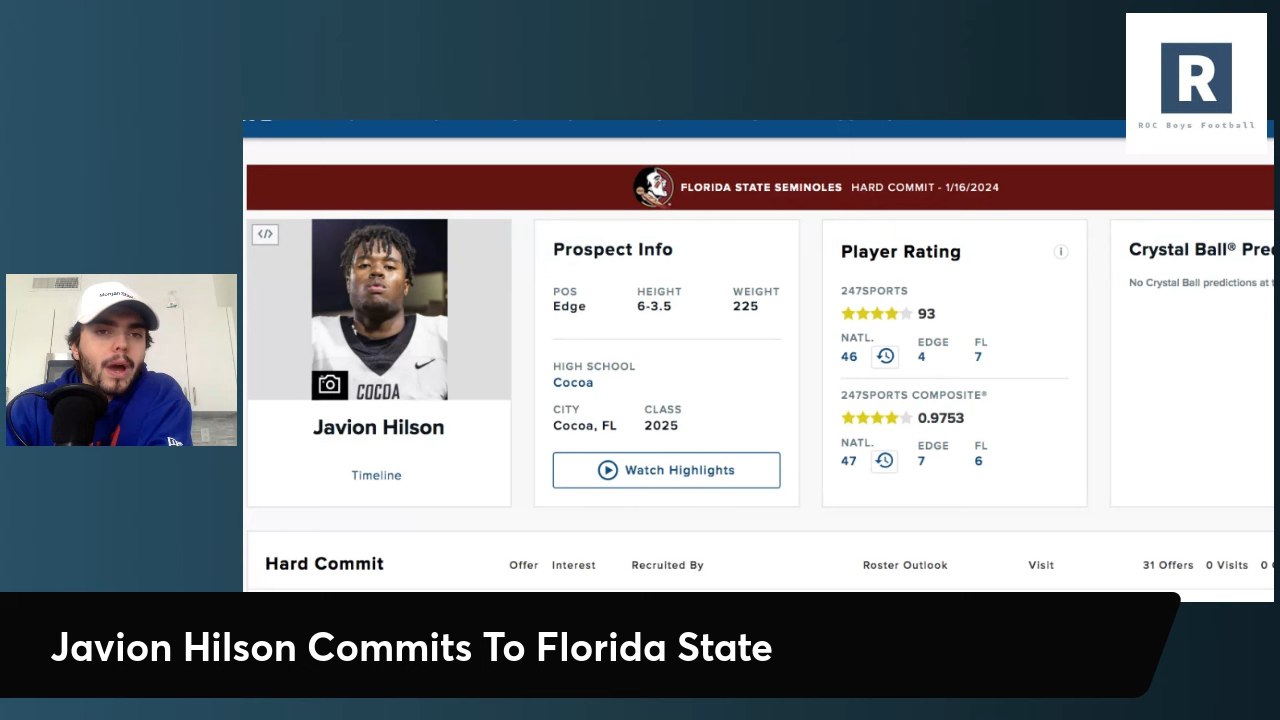 R
ROC Boys Football
FLORIDA STATE SEMINOLES HARD COMMIT - 1/16/2024
</>
COCOA
Javion Hilson
Timeline
Prospect Info
POS HEIGHT WEIGHT
Edge 6-3.5 225
HIGH SCHOOL
Cocoa
CITY CLASS
Cocoa, FL 2025
Watch Highlights
Player Rating
247SPORTS
93
NATL. EDGE FL
46 4 7
247SPORTS COMPOSITE®
0.9753
NATL. EDGE FL
47 7 6
Crystal Ball® Pre
No Crystal Ball predictions at
Hard Commit Offer Interest Recruited By Roster Outlook Visit 31 Offers 0 Visits 0
Javion Hilson Commits To Florida State